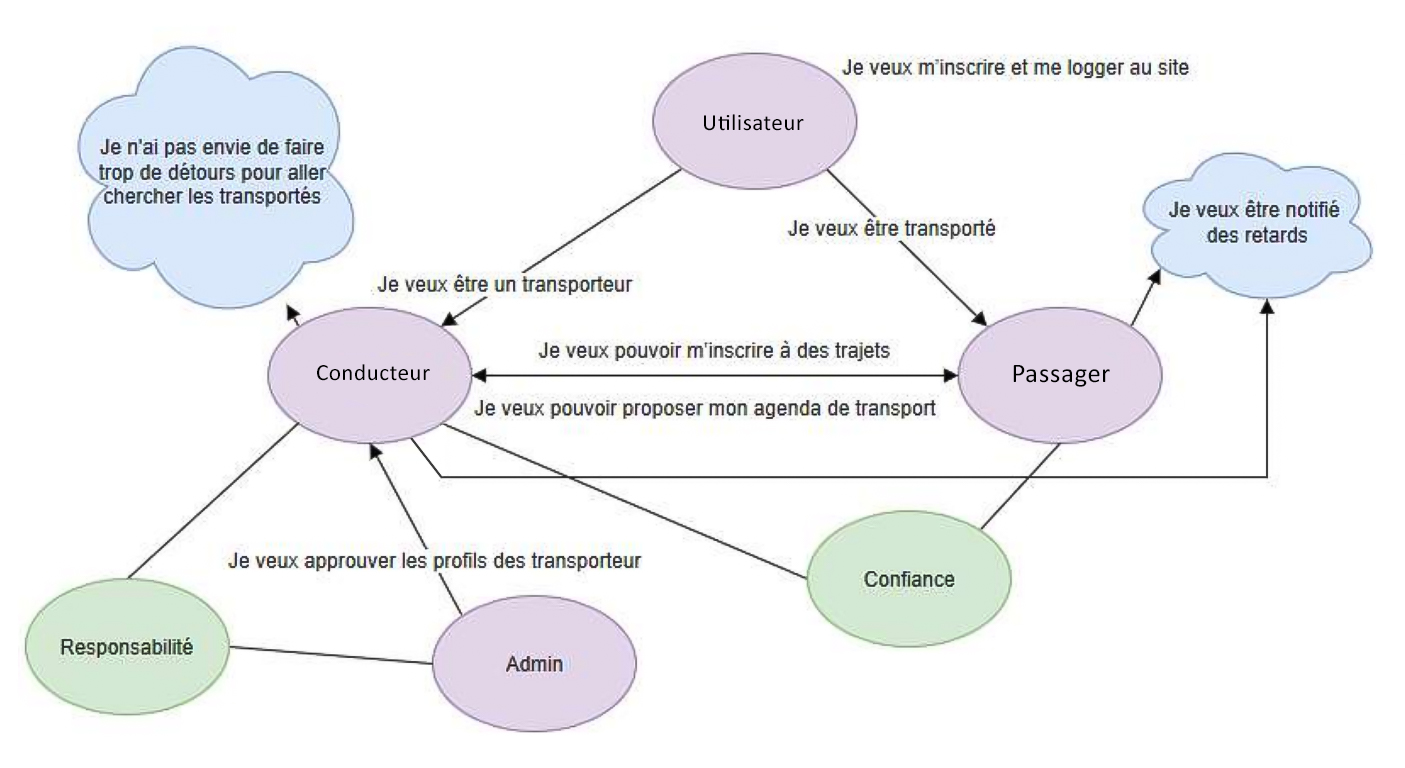 Je veux m'inscrire et me logger au site
Utilisateur
Je n'ai pas envie de faire
trop de détours pour aller
chercher les transportés
Je veux être notifié
des retards
Je veux être transporté
Je veux être un transporteur
Je veux pouvoir m'inscrire à des trajets
Conducteur
Passager
Je veux pouvoir proposer mon agenda de transport
Je veux approuver les profils des transporteur
Confiance
Responsabilité
Admin